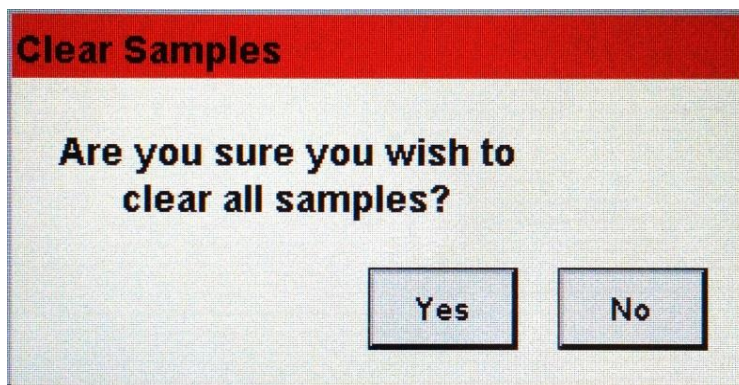 Clear Samples
Are you sure you wish to
clear all samples?
Yes No